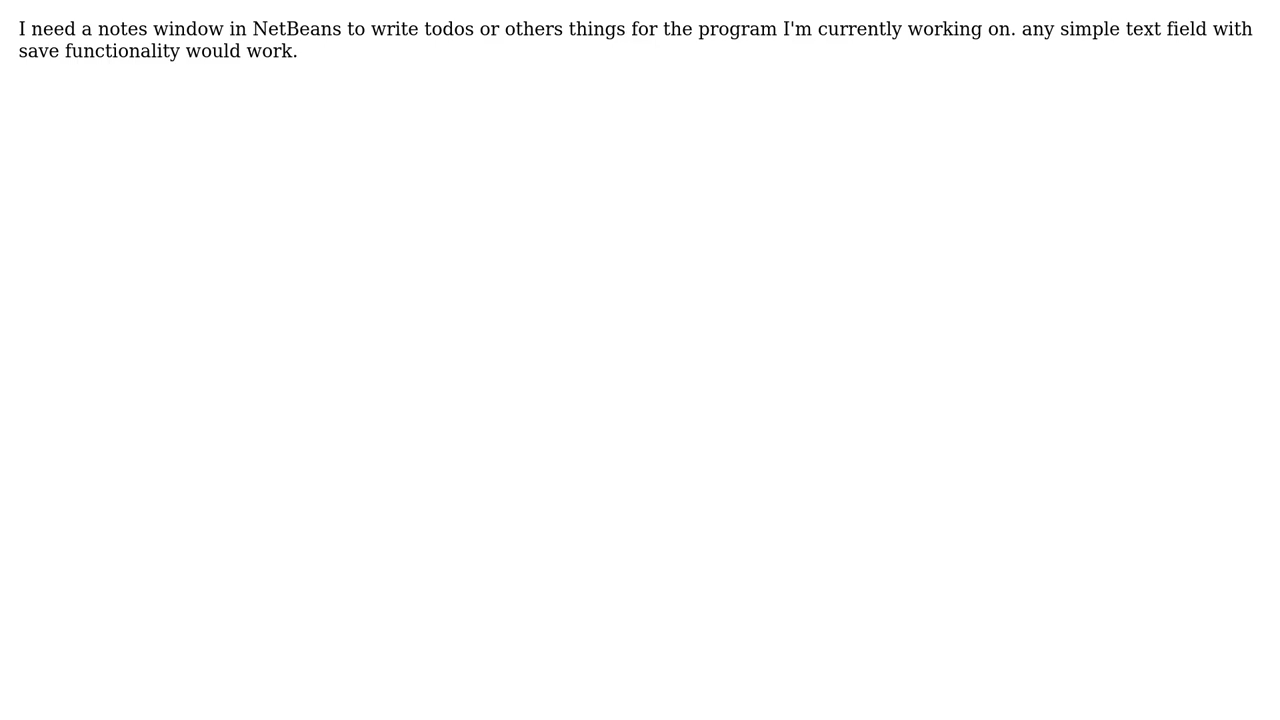 I need a notes window in NetBeans to write todos or others things for the program I'm currently working on. any simple text field with
save functionality would work.